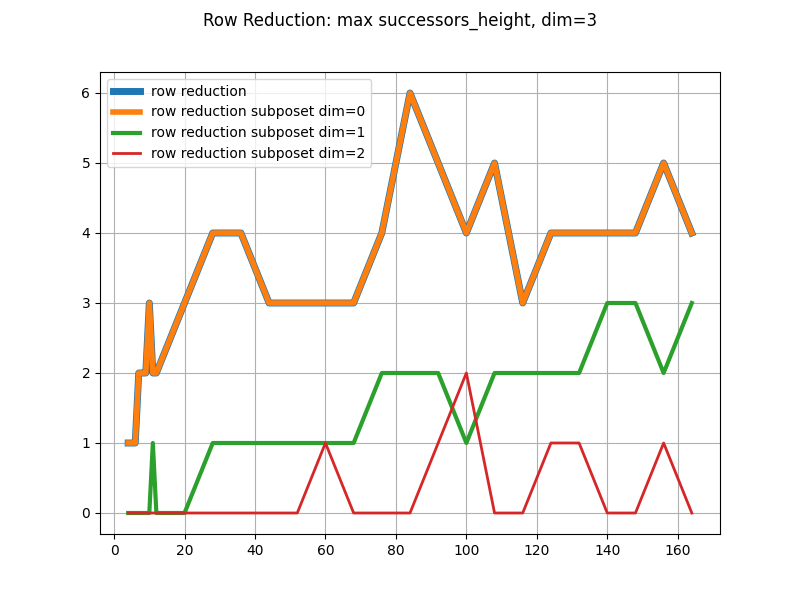 Row Reduction: max successors_height, dim=3
row reduction
row reduction subposet dim=0
row reduction subposet dim=1
row reduction subposet dim=2
6
5
4
3
2
1
0
0 20 40 60 80 100 120 140 160